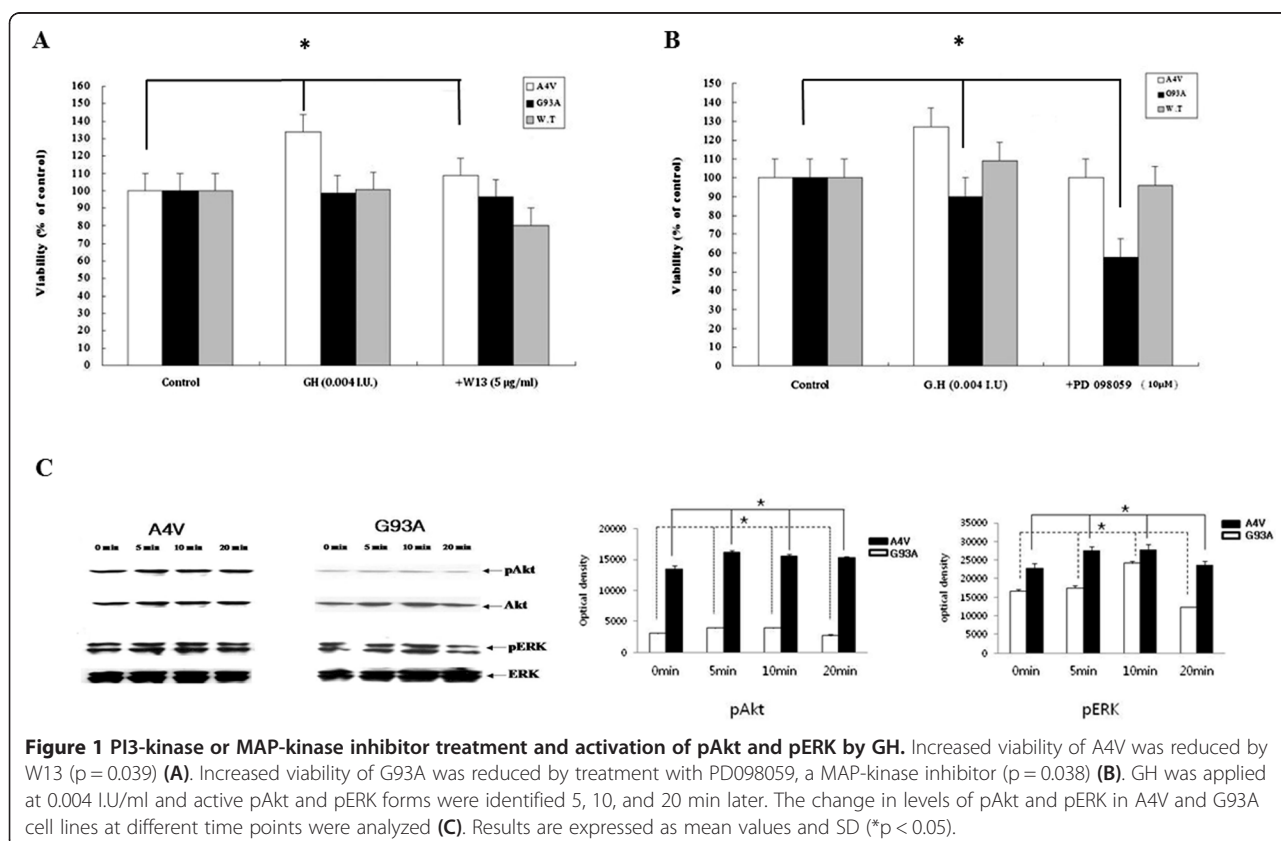 A
*
160
150
140
130
120
110
100
90
80
70
60
50
40
30
20
10
0
Viability (% of control)
A4V
G93A
W.T
Control
GH (0.004 I.U.)
+W13 (5 µg/ml)
B
*
150
140
130
120
110
100
90
80
70
60
50
40
30
20
10
0
Viability (% of control)
A4V
G93A
W.T
Control
G.H (0.004 I.U)
+PD 098059 (10µM)
C
A4V
0 min 5 min 10 min 20 min
G93A
0 min 5 min 10 min 20 min
pAkt
Akt
pERK
ERK
*
*
20000
15000
10000
5000
0
Optical density
A4V
G93A
0min 5min 10min 20min
pAkt
*
*
35000
30000
25000
20000
15000
10000
5000
0
optical density
A4V
G93A
0min 5min 10min 20min
pERK
Figure 1 PI3-kinase or MAP-kinase inhibitor treatment and activation of pAkt and pERK by GH. Increased viability of A4V was reduced by
W13 (p = 0.039) (A). Increased viability of G93A was reduced by treatment with PD098059, a MAP-kinase inhibitor (p = 0.038) (B). GH was applied
at 0.004 I.U/ml and active pAkt and pERK forms were identified 5, 10, and 20 min later. The change in levels of pAkt and pERK in A4V and G93A
cell lines at different time points were analyzed (C). Results are expressed as mean values and SD (*p < 0.05).